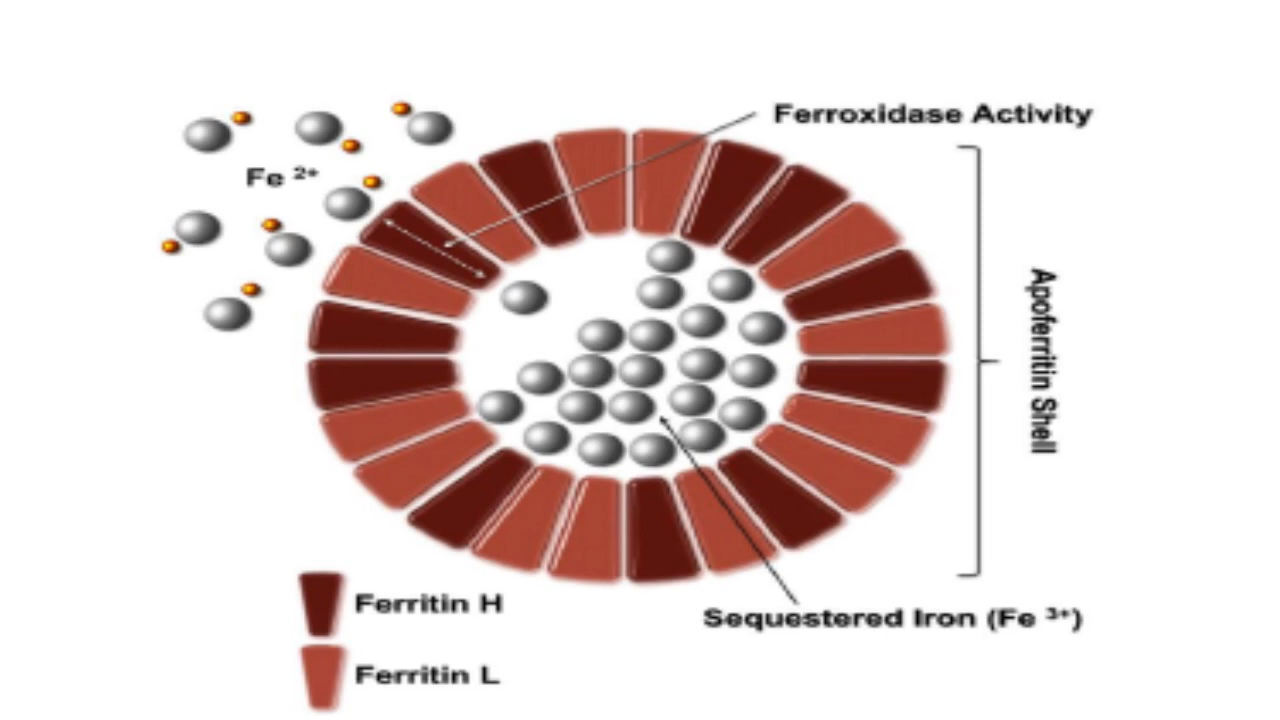 Ferroxidase Activity
Fe 2+
Apoferritin Shell
Ferritin H
Sequestered Iron (Fe 3+)
Ferritin L